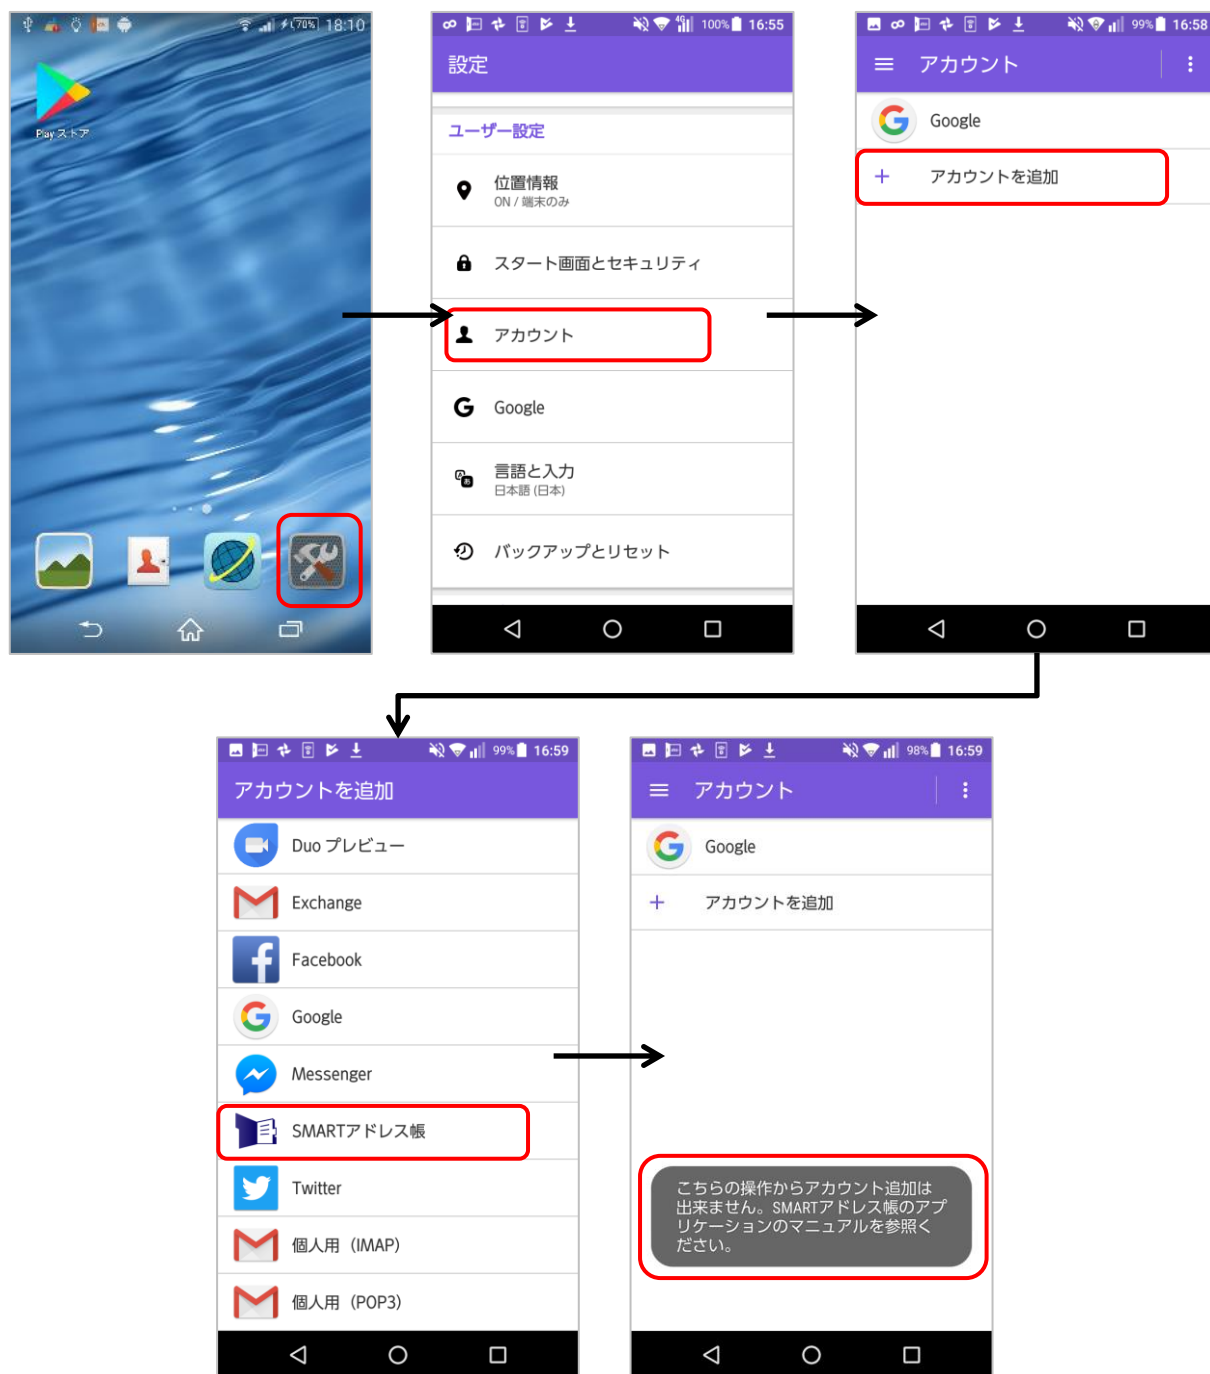 70% 18:10
Play ストア
4G 100% 16:55
設定
ユーザー設定
位置情報
ON / 端末のみ
スタート画面とセキュリティ
アカウント
Google
言語と入力
日本語 (日本)
バックアップとリセット
99% 16:58
アカウント
Google
+ アカウントを追加
99% 16:59
アカウントを追加
Duo プレビュー
Exchange
Facebook
Google
Messenger
SMARTアドレス帳
Twitter
個人用（IMAP）
個人用（POP3）
98% 16:59
アカウント
Google
+ アカウントを追加
こちらの操作からアカウント追加は
出来ません。SMARTアドレス帳のアプ
リケーションのマニュアルを参照く
ださい。